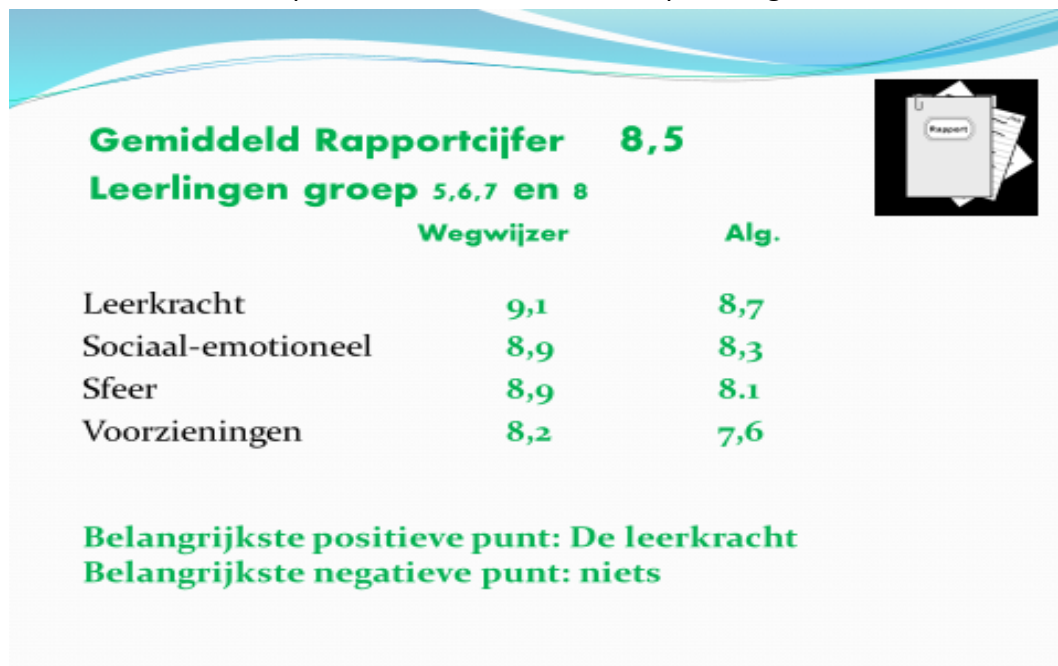 Gemiddeld Rapportcijfer 8,5
Leerlingen groep 5,6,7 en 8
Wegwijzer Alg.
Leerkracht 9,1 8,7
Sociaal-emotioneel 8,9 8,3
Sfeer 8,9 8.1
Voorzieningen 8,2 7,6
Belangrijkste positieve punt: De leerkracht
Belangrijkste negatieve punt: niets
Rapport